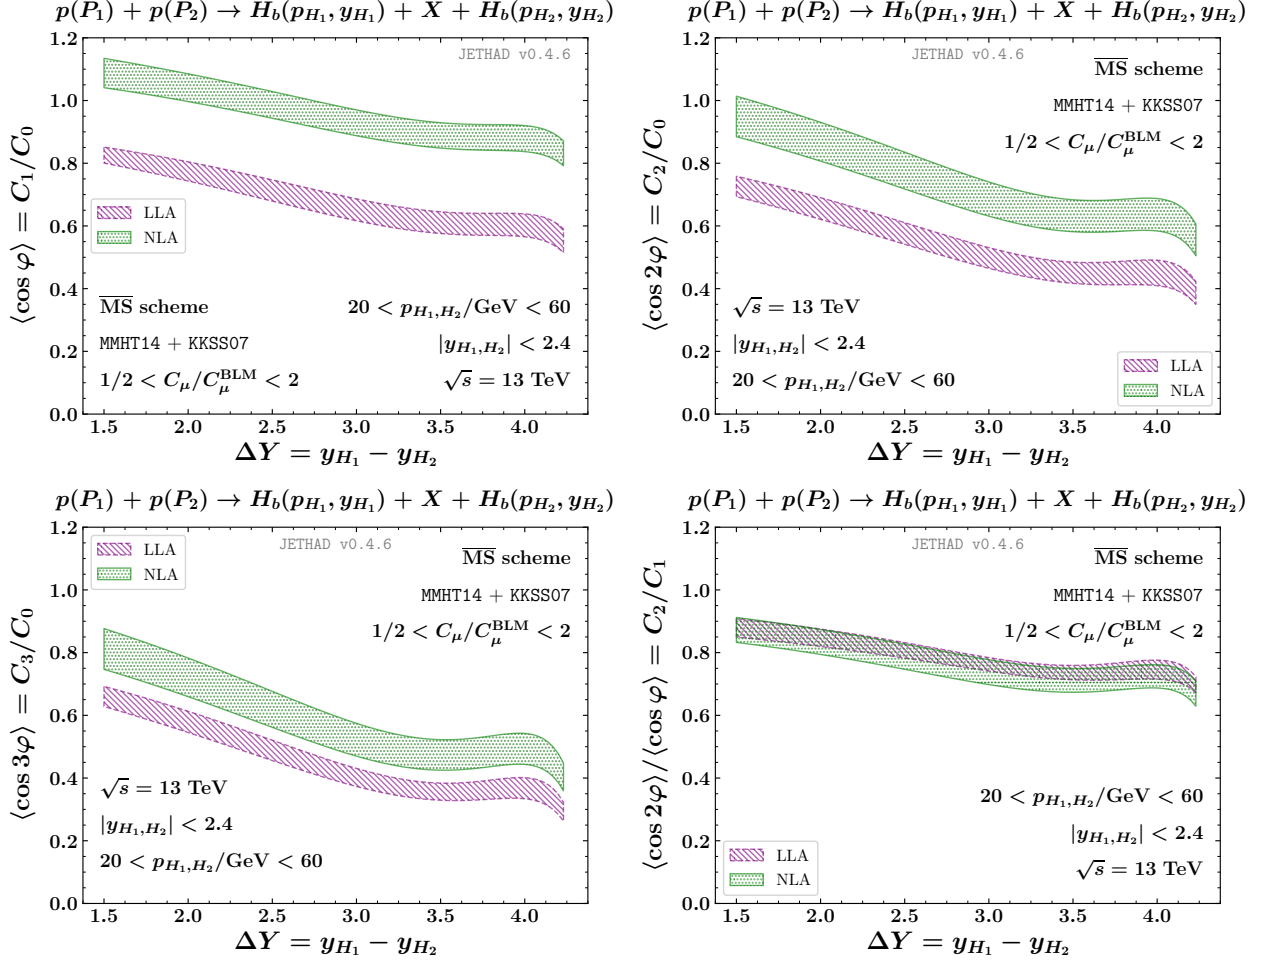 p(P₁) + p(P₂) → H_b(p_{H₁}, y_{H₁}) + X + H_b(p_{H₂}, y_{H₂})
JETHAD v0.4.6
⟨cos φ⟩ = C₁/C₀
1.2
1.0
0.8
0.6
0.4
0.2
0.0
LLA
NLA
M̅S̅ scheme
MMHT14 + KKSS07
1/2 < C_μ/C_μ^{BLM} < 2
20 < p_{H₁,H₂}/GeV < 60
|y_{H₁,H₂}| < 2.4
√s = 13 TeV
1.5 2.0 2.5 3.0 3.5 4.0
ΔY = y_{H₁} − y_{H₂}
p(P₁) + p(P₂) → H_b(p_{H₁}, y_{H₁}) + X + H_b(p_{H₂}, y_{H₂})
JETHAD v0.4.6
M̅S̅ scheme
MMHT14 + KKSS07
1/2 < C_μ/C_μ^{BLM} < 2
⟨cos 2φ⟩ = C₂/C₀
1.2
1.0
0.8
0.6
0.4
0.2
0.0
√s = 13 TeV
|y_{H₁,H₂}| < 2.4
20 < p_{H₁,H₂}/GeV < 60
LLA
NLA
1.5 2.0 2.5 3.0 3.5 4.0
ΔY = y_{H₁} − y_{H₂}
p(P₁) + p(P₂) → H_b(p_{H₁}, y_{H₁}) + X + H_b(p_{H₂}, y_{H₂})
LLA
NLA
JETHAD v0.4.6
M̅S̅ scheme
MMHT14 + KKSS07
1/2 < C_μ/C_μ^{BLM} < 2
⟨cos 3φ⟩ = C₃/C₀
1.2
1.0
0.8
0.6
0.4
0.2
0.0
√s = 13 TeV
|y_{H₁,H₂}| < 2.4
20 < p_{H₁,H₂}/GeV < 60
1.5 2.0 2.5 3.0 3.5 4.0
ΔY = y_{H₁} − y_{H₂}
p(P₁) + p(P₂) → H_b(p_{H₁}, y_{H₁}) + X + H_b(p_{H₂}, y_{H₂})
JETHAD v0.4.6
M̅S̅ scheme
MMHT14 + KKSS07
1/2 < C_μ/C_μ^{BLM} < 2
⟨cos 2φ⟩/⟨cos φ⟩ = C₂/C₁
1.2
1.0
0.8
0.6
0.4
0.2
0.0
20 < p_{H₁,H₂}/GeV < 60
|y_{H₁,H₂}| < 2.4
√s = 13 TeV
LLA
NLA
1.5 2.0 2.5 3.0 3.5 4.0
ΔY = y_{H₁} − y_{H₂}